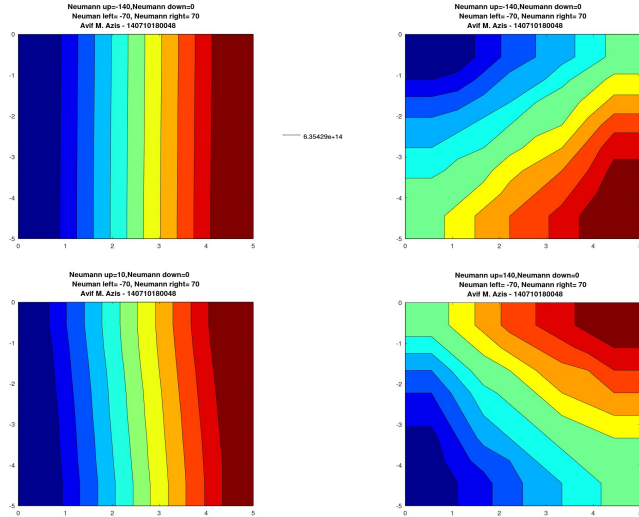 Neumann up=-140,Neumann down=0
Neuman left= -70, Neumann right= 70
Avif M. Azis - 140710180048
0
-1
-2
-3
-4
-5
0 1 2 3 4 5
6.35429e+14
Neumann up=-140,Neumann down=0
Neuman left= -70, Neumann right= 70
Avif M. Azis - 140710180048
0
-1
-2
-3
-4
-5
0 1 2 3 4
Neumann up=10,Neumann down=0
Neuman left= -70, Neumann right= 70
Avif M. Azis - 140710180048
0
-1
-2
-3
-4
-5
0 1 2 3 4 5
Neumann up=140,Neumann down=0
Neuman left= -70, Neumann right= 70
Avif M. Azis - 140710180048
0
-1
-2
-3
-4
-5
0 1 2 3 4